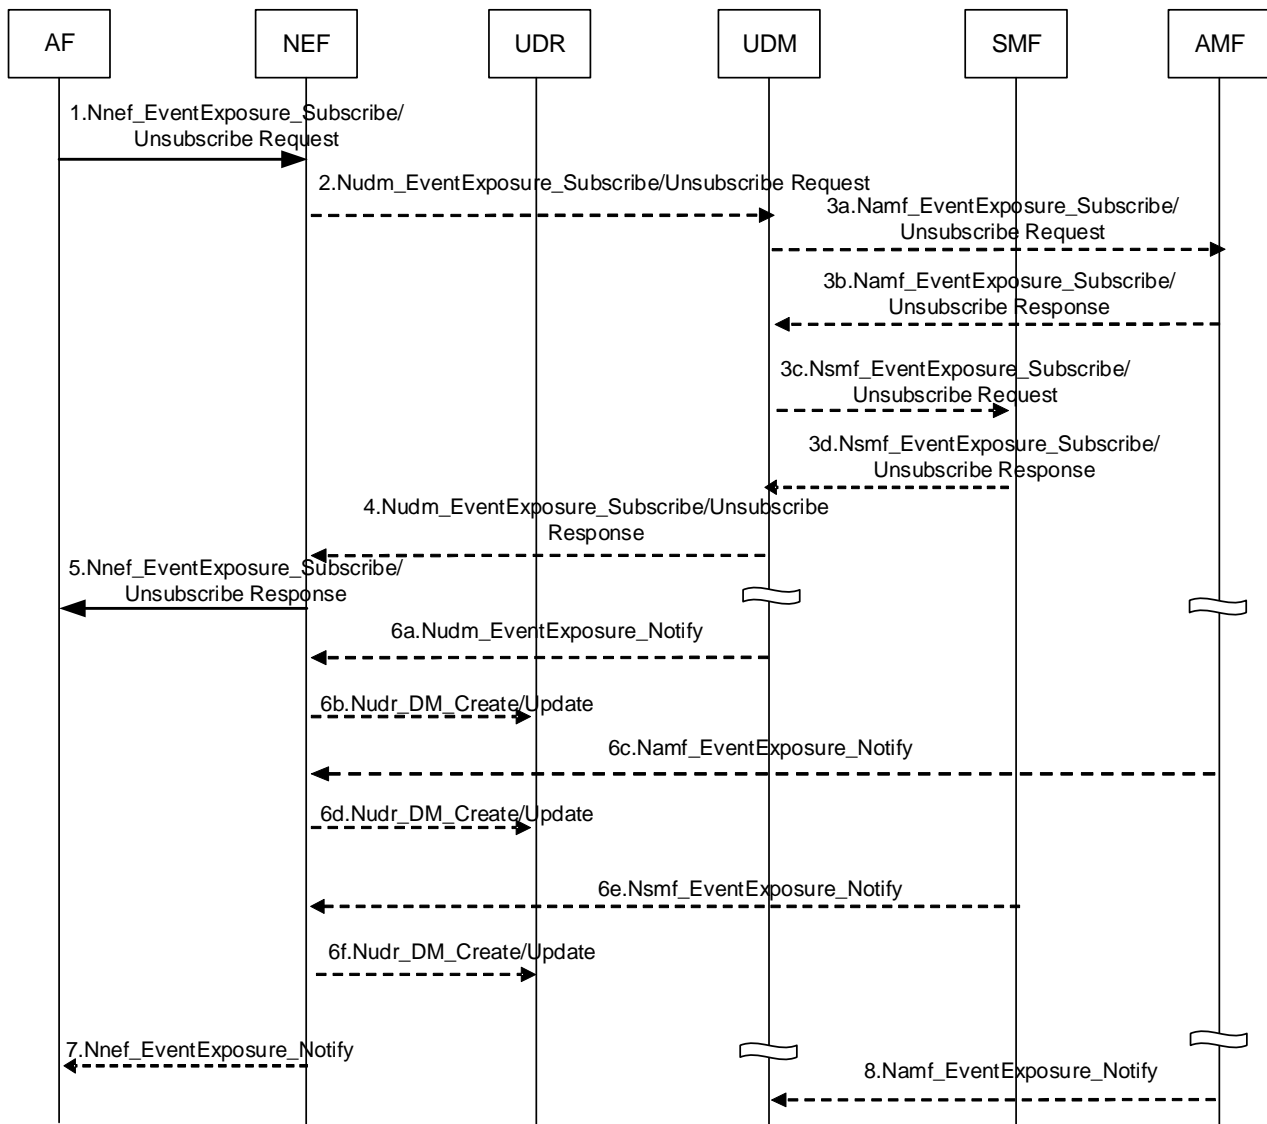 AF
NEF
UDR
UDM
SMF
AMF
1.Nnef_EventExposure_Subscribe/
Unsubscribe Request
2.Nudm_EventExposure_Subscribe/Unsubscribe Request
3a.Namf_EventExposure_Subscribe/
Unsubscribe Request
3b.Namf_EventExposure_Subscribe/
Unsubscribe Response
3c.Nsmf_EventExposure_Subscribe/
Unsubscribe Request
3d.Nsmf_EventExposure_Subscribe/
Unsubscribe Response
4.Nudm_EventExposure_Subscribe/Unsubscribe
Response
5.Nnef_EventExposure_Subscribe/
Unsubscribe Response
6a.Nudm_EventExposure_Notify
6b.Nudr_DM_Create/Update
6c.Namf_EventExposure_Notify
6d.Nudr_DM_Create/Update
6e.Nsmf_EventExposure_Notify
6f.Nudr_DM_Create/Update
7.Nnef_EventExposure_Notify
8.Namf_EventExposure_Notify